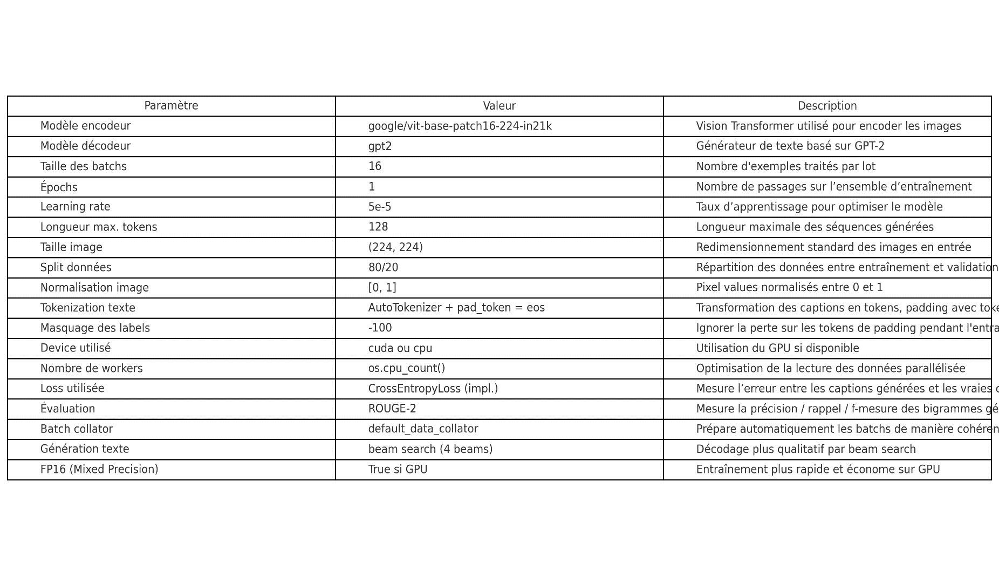 Paramètre Valeur Description
Modèle encodeur google/vit-base-patch16-224-in21k Vision Transformer utilisé pour encoder les images
Modèle décodeur gpt2 Générateur de texte basé sur GPT-2
Taille des batchs 16 Nombre d'exemples traités par lot
Épochs 1 Nombre de passages sur l’ensemble d’entraînement
Learning rate 5e-5 Taux d’apprentissage pour optimiser le modèle
Longueur max. tokens 128 Longueur maximale des séquences générées
Taille image (224, 224) Redimensionnement standard des images en entrée
Split données 80/20 Répartition des données entre entraînement et validation
Normalisation image [0, 1] Pixel values normalisés entre 0 et 1
Tokenization texte AutoTokenizer + pad_token = eos Transformation des captions en tokens, padding avec
Masquage des labels -100 Ignorer la perte sur les tokens de padding pendant
Device utilisé cuda ou cpu Utilisation du GPU si disponible
Nombre de workers os.cpu_count() Optimisation de la lecture des données parallélisée
Loss utilisée CrossEntropyLoss (impl.) Mesure l’erreur entre les captions générées et les vraies
Évaluation ROUGE-2 Mesure la précision / rappel / f-mesure des bigrammes
Batch collator default_data_collator Prépare automatiquement les batchs de manière
Génération texte beam search (4 beams) Décodage plus qualitatif par beam search
FP16 (Mixed Precision) True si GPU Entraînement plus rapide et économe sur GPU